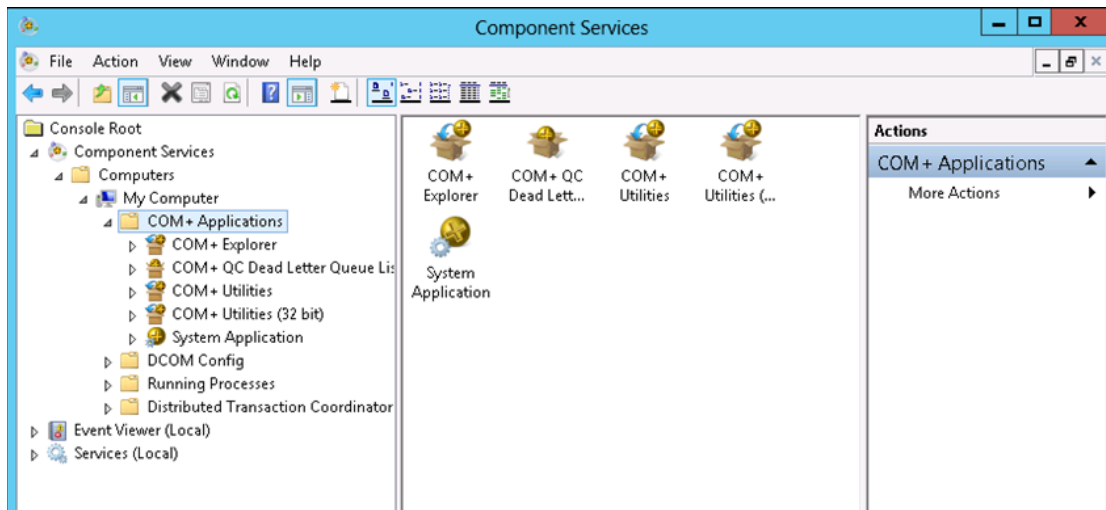 Component Services
File Action View Window Help
Console Root
Component Services
Computers
My Computer
COM+ Applications
COM+ Explorer
COM+ QC Dead Letter Queue Lis
COM+ Utilities
COM+ Utilities (32 bit)
System Application
DCOM Config
Running Processes
Distributed Transaction Coordinator
Event Viewer (Local)
Services (Local)
COM+ Explorer
COM+ QC Dead Lett...
COM+ Utilities
COM+ Utilities (...
System Application
Actions
COM+ Applications
More Actions